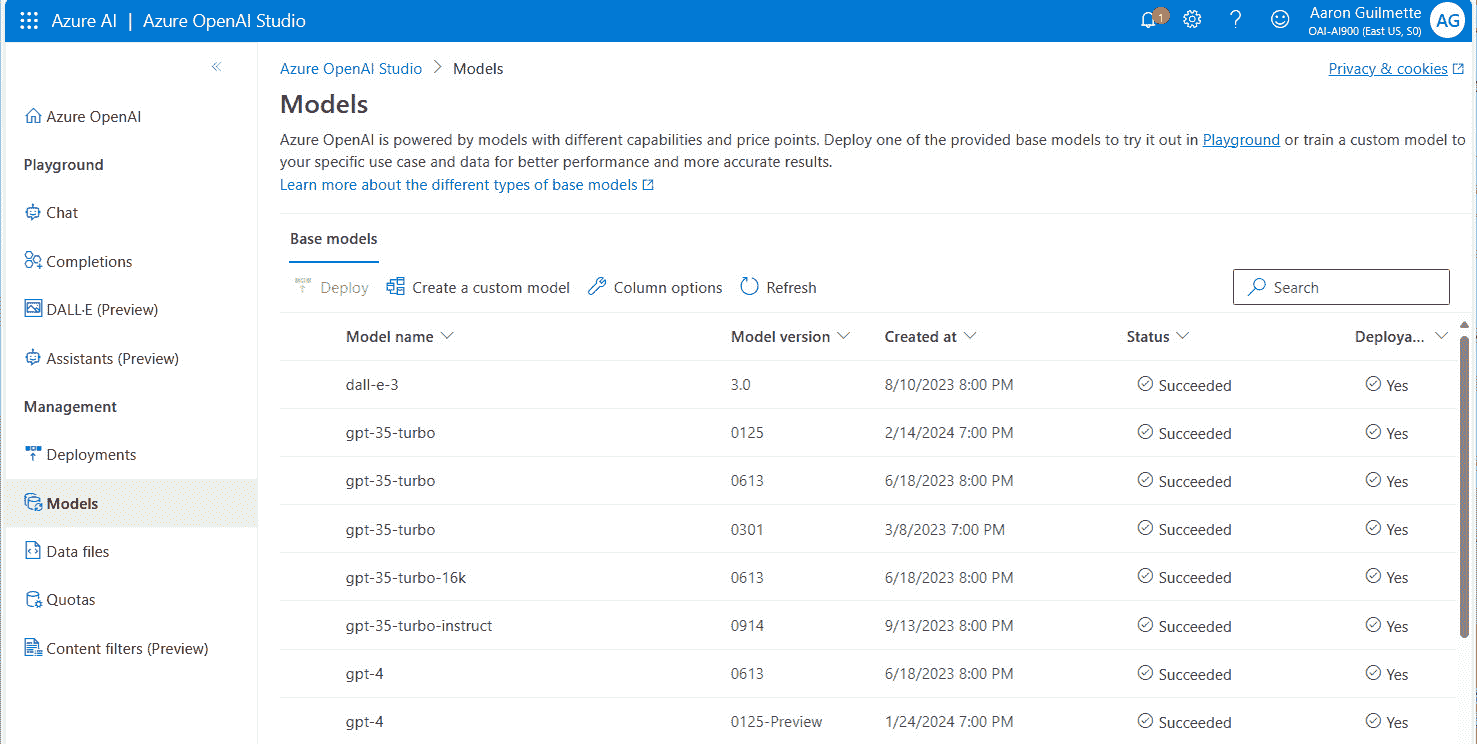 Azure AI | Azure OpenAI Studio
1
Aaron Guilmette
OAI-AI900 (East US, S0)
AG
Azure OpenAI
Playground
Chat
Completions
DALL·E (Preview)
Assistants (Preview)
Management
Deployments
Models
Data files
Quotas
Content filters (Preview)
Azure OpenAI Studio > Models
Privacy & cookies
Models
Azure OpenAI is powered by models with different capabilities and price points. Deploy one of the provided base models to try it out in Playground or train a custom model to
your specific use case and data for better performance and more accurate results.
Learn more about the different types of base models
Base models
Deploy Create a custom model Column options Refresh Search
Model name Model version Created at Status Deploya...
dall-e-3 3.0 8/10/2023 8:00 PM Succeeded Yes
gpt-35-turbo 0125 2/14/2024 7:00 PM Succeeded Yes
gpt-35-turbo 0613 6/18/2023 8:00 PM Succeeded Yes
gpt-35-turbo 0301 3/8/2023 7:00 PM Succeeded Yes
gpt-35-turbo-16k 0613 6/18/2023 8:00 PM Succeeded Yes
gpt-35-turbo-instruct 0914 9/13/2023 8:00 PM Succeeded Yes
gpt-4 0613 6/18/2023 8:00 PM Succeeded Yes
gpt-4 0125-Preview 1/24/2024 7:00 PM Succeeded Yes